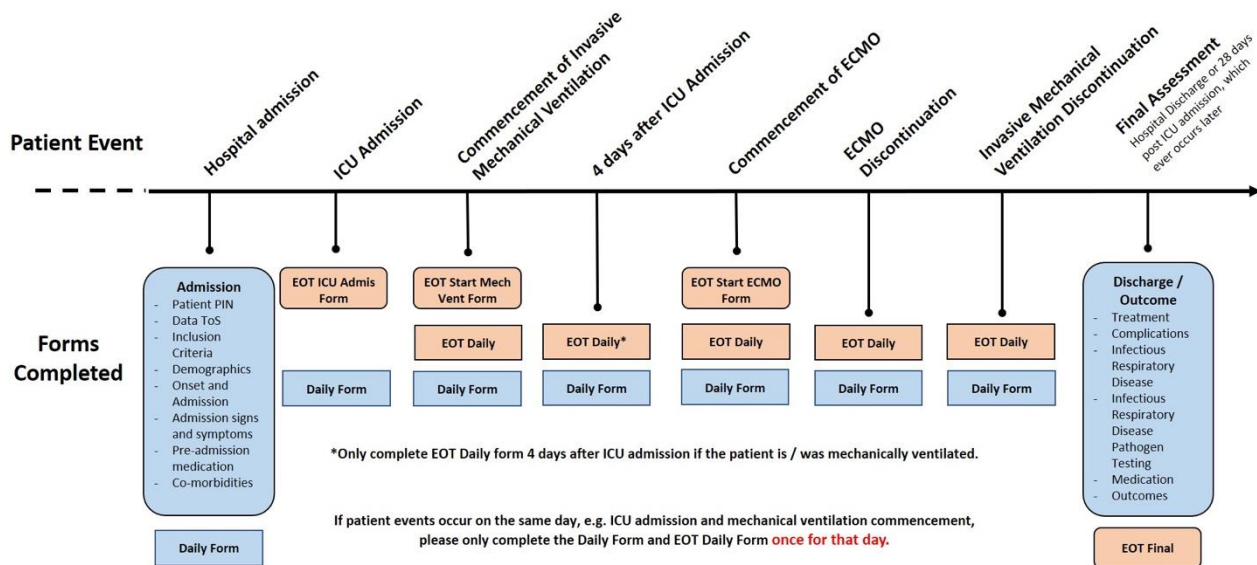 Patient Event
Hospital admission
ICU Admission
Commencement of Invasive
Mechanical Ventilation
4 days after ICU Admission
Commencement of ECMO
ECMO
Discontinuation
Invasive Mechanical
Ventilation Discontinuation
Final Assessment
Hospital Discharge or 28 days
post ICU admission, which
ever occurs later
Forms
Completed
Admission
- Patient PIN
- Data ToS
- Inclusion
Criteria
- Demographics
- Onset and
Admission
- Admission signs
and symptoms
- Pre-admission
medication
- Co-morbidities
Daily Form
EOT ICU Admis
Form
Daily Form
EOT Start Mech
Vent Form
EOT Daily
Daily Form
EOT Daily*
Daily Form
EOT Start ECMO
Form
EOT Daily
Daily Form
EOT Daily
Daily Form
EOT Daily
Daily Form
Discharge /
Outcome
- Treatment
- Complications
- Infectious
Respiratory
Disease
- Infectious
Respiratory
Disease
Pathogen
Testing
- Medication
- Outcomes
EOT Final
*Only complete EOT Daily form 4 days after ICU admission if the patient is / was mechanically ventilated.
If patient events occur on the same day, e.g. ICU admission and mechanical ventilation commencement,
please only complete the Daily Form and EOT Daily Form once for that day.